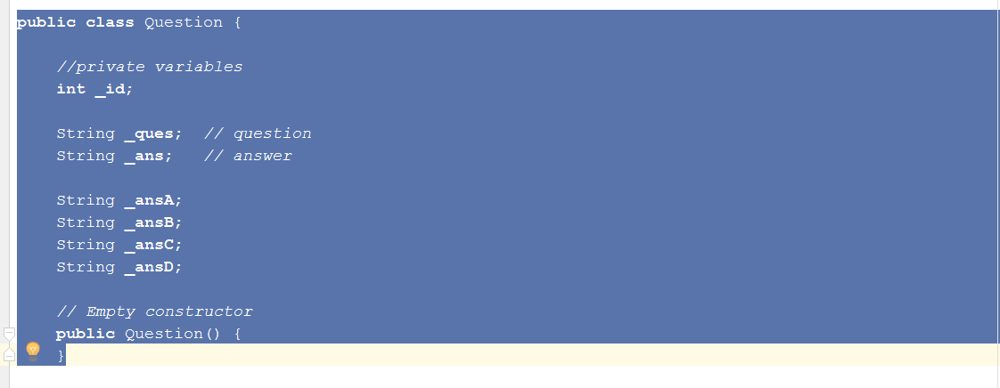 public class Question {
//private variables
int _id;
String _ques;  // question
String _ans;   // answer
String _ansA;
String _ansB;
String _ansC;
String _ansD;
// Empty constructor
public Question() {
}